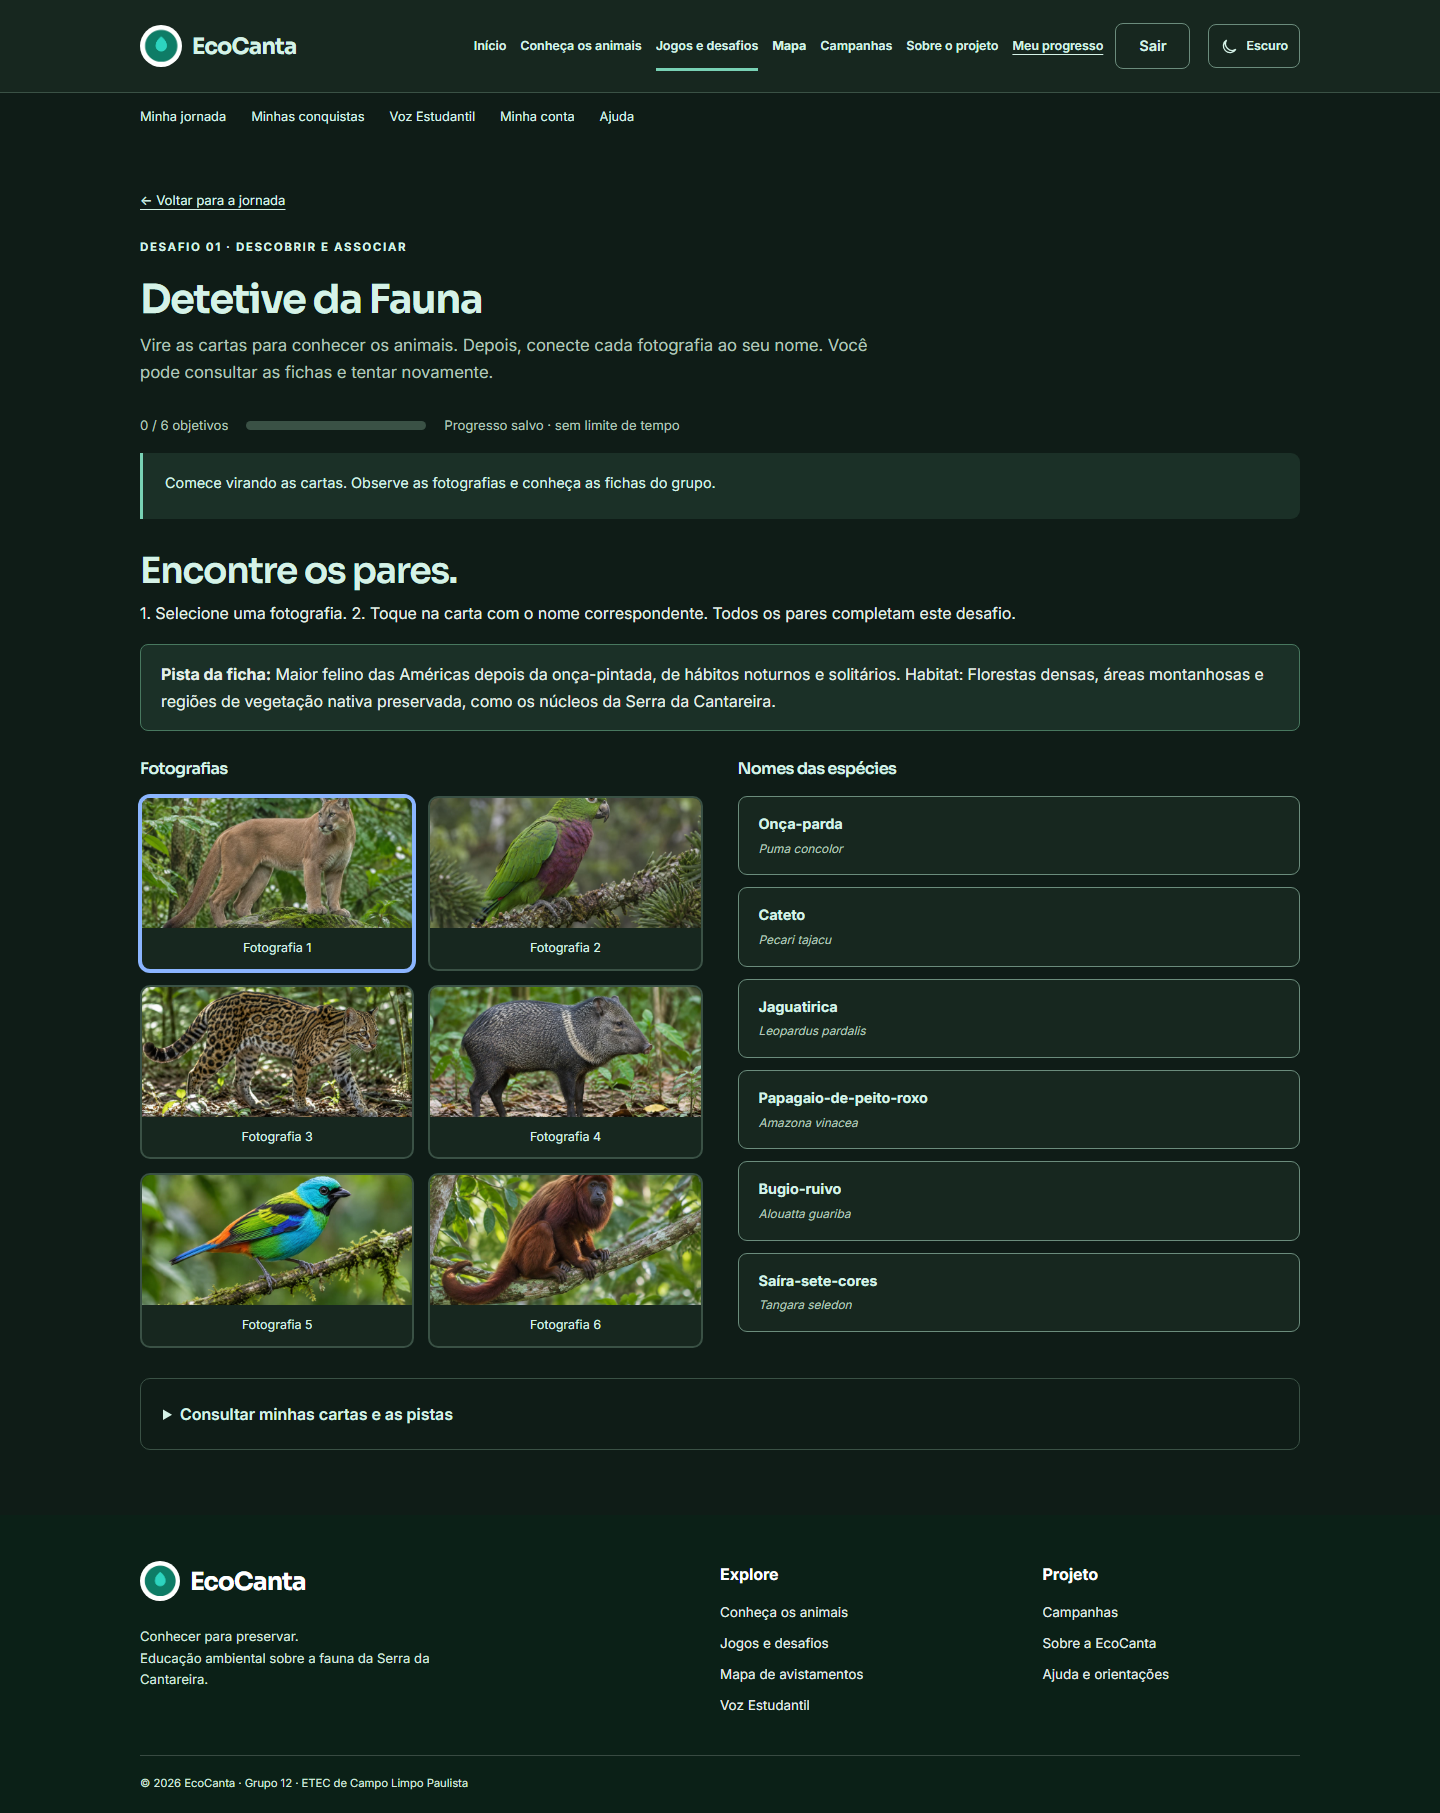 EcoCanta
Início
Conheça os animais
Jogos e desafios
Mapa
Campanhas
Sobre o projeto
Meu progresso
Sair
Escuro
Minha jornada
Minhas conquistas
Voz Estudantil
Minha conta
Ajuda
← Voltar para a jornada
DESAFIO 01 · DESCOBRIR E ASSOCIAR
Detetive da Fauna
Vire as cartas para conhecer os animais. Depois, conecte cada fotografia ao seu nome. Você
pode consultar as fichas e tentar novamente.
0 / 6 objetivos
Progresso salvo · sem limite de tempo
Comece virando as cartas. Observe as fotografias e conheça as fichas do grupo.
Encontre os pares.
1. Selecione uma fotografia. 2. Toque na carta com o nome correspondente. Todos os pares completam este desafio.
Pista da ficha: Maior felino das Américas depois da onça-pintada, de hábitos noturnos e solitários. Habitat: Florestas densas, áreas montanhosas e
regiões de vegetação nativa preservada, como os núcleos da Serra da Cantareira.
Fotografias
Fotografia 1
Fotografia 2
Fotografia 3
Fotografia 4
Fotografia 5
Fotografia 6
Nomes das espécies
Onça-parda
Puma concolor
Cateto
Pecari tajacu
Jaguatirica
Leopardus pardalis
Papagaio-de-peito-roxo
Amazona vinacea
Bugio-ruivo
Alouatta guariba
Saíra-sete-cores
Tangara seledon
▶ Consultar minhas cartas e as pistas
EcoCanta
Conhecer para preservar.
Educação ambiental sobre a fauna da Serra da
Cantareira.
Explore
Conheça os animais
Jogos e desafios
Mapa de avistamentos
Voz Estudantil
Projeto
Campanhas
Sobre a EcoCanta
Ajuda e orientações
© 2026 EcoCanta · Grupo 12 · ETEC de Campo Limpo Paulista